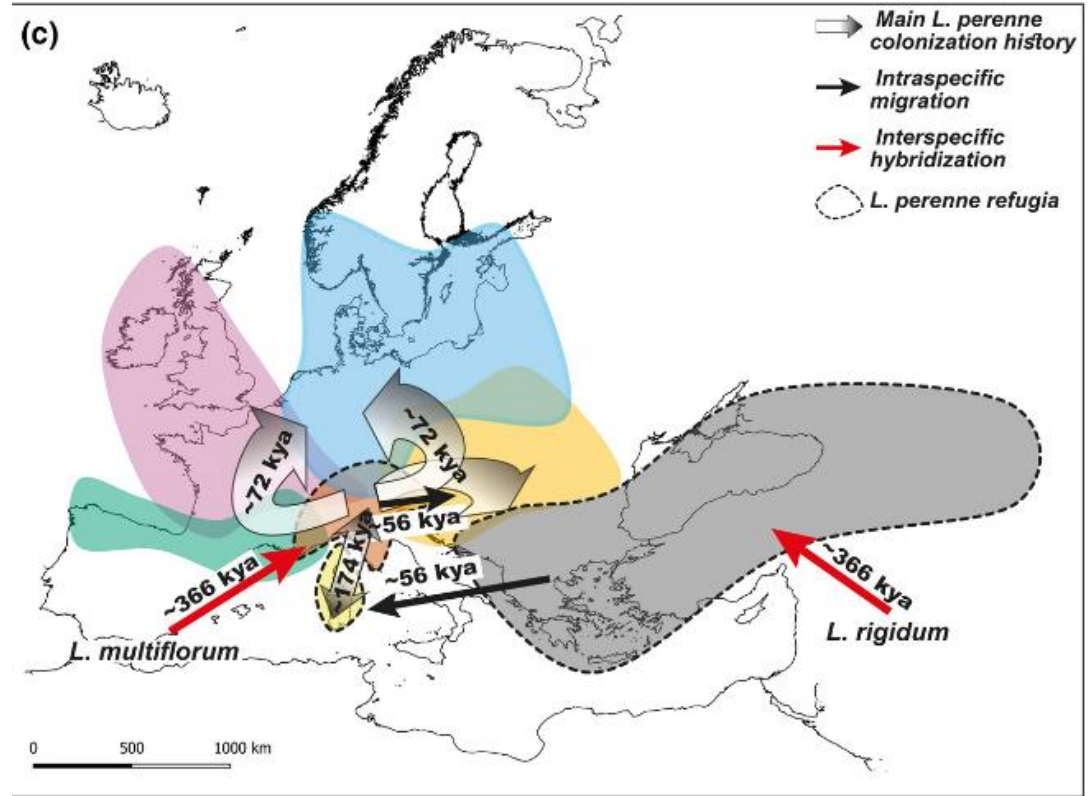 (c)
Main L. perenne
colonization history
Intraspecific
migration
Interspecific
hybridization
L. perenne refugia
~72 kya
~72 kya
~56 kya
~174 kya
~56 kya
~366 kya
~366 kya
L. multiflorum
L. rigidum
0 500 1000 km